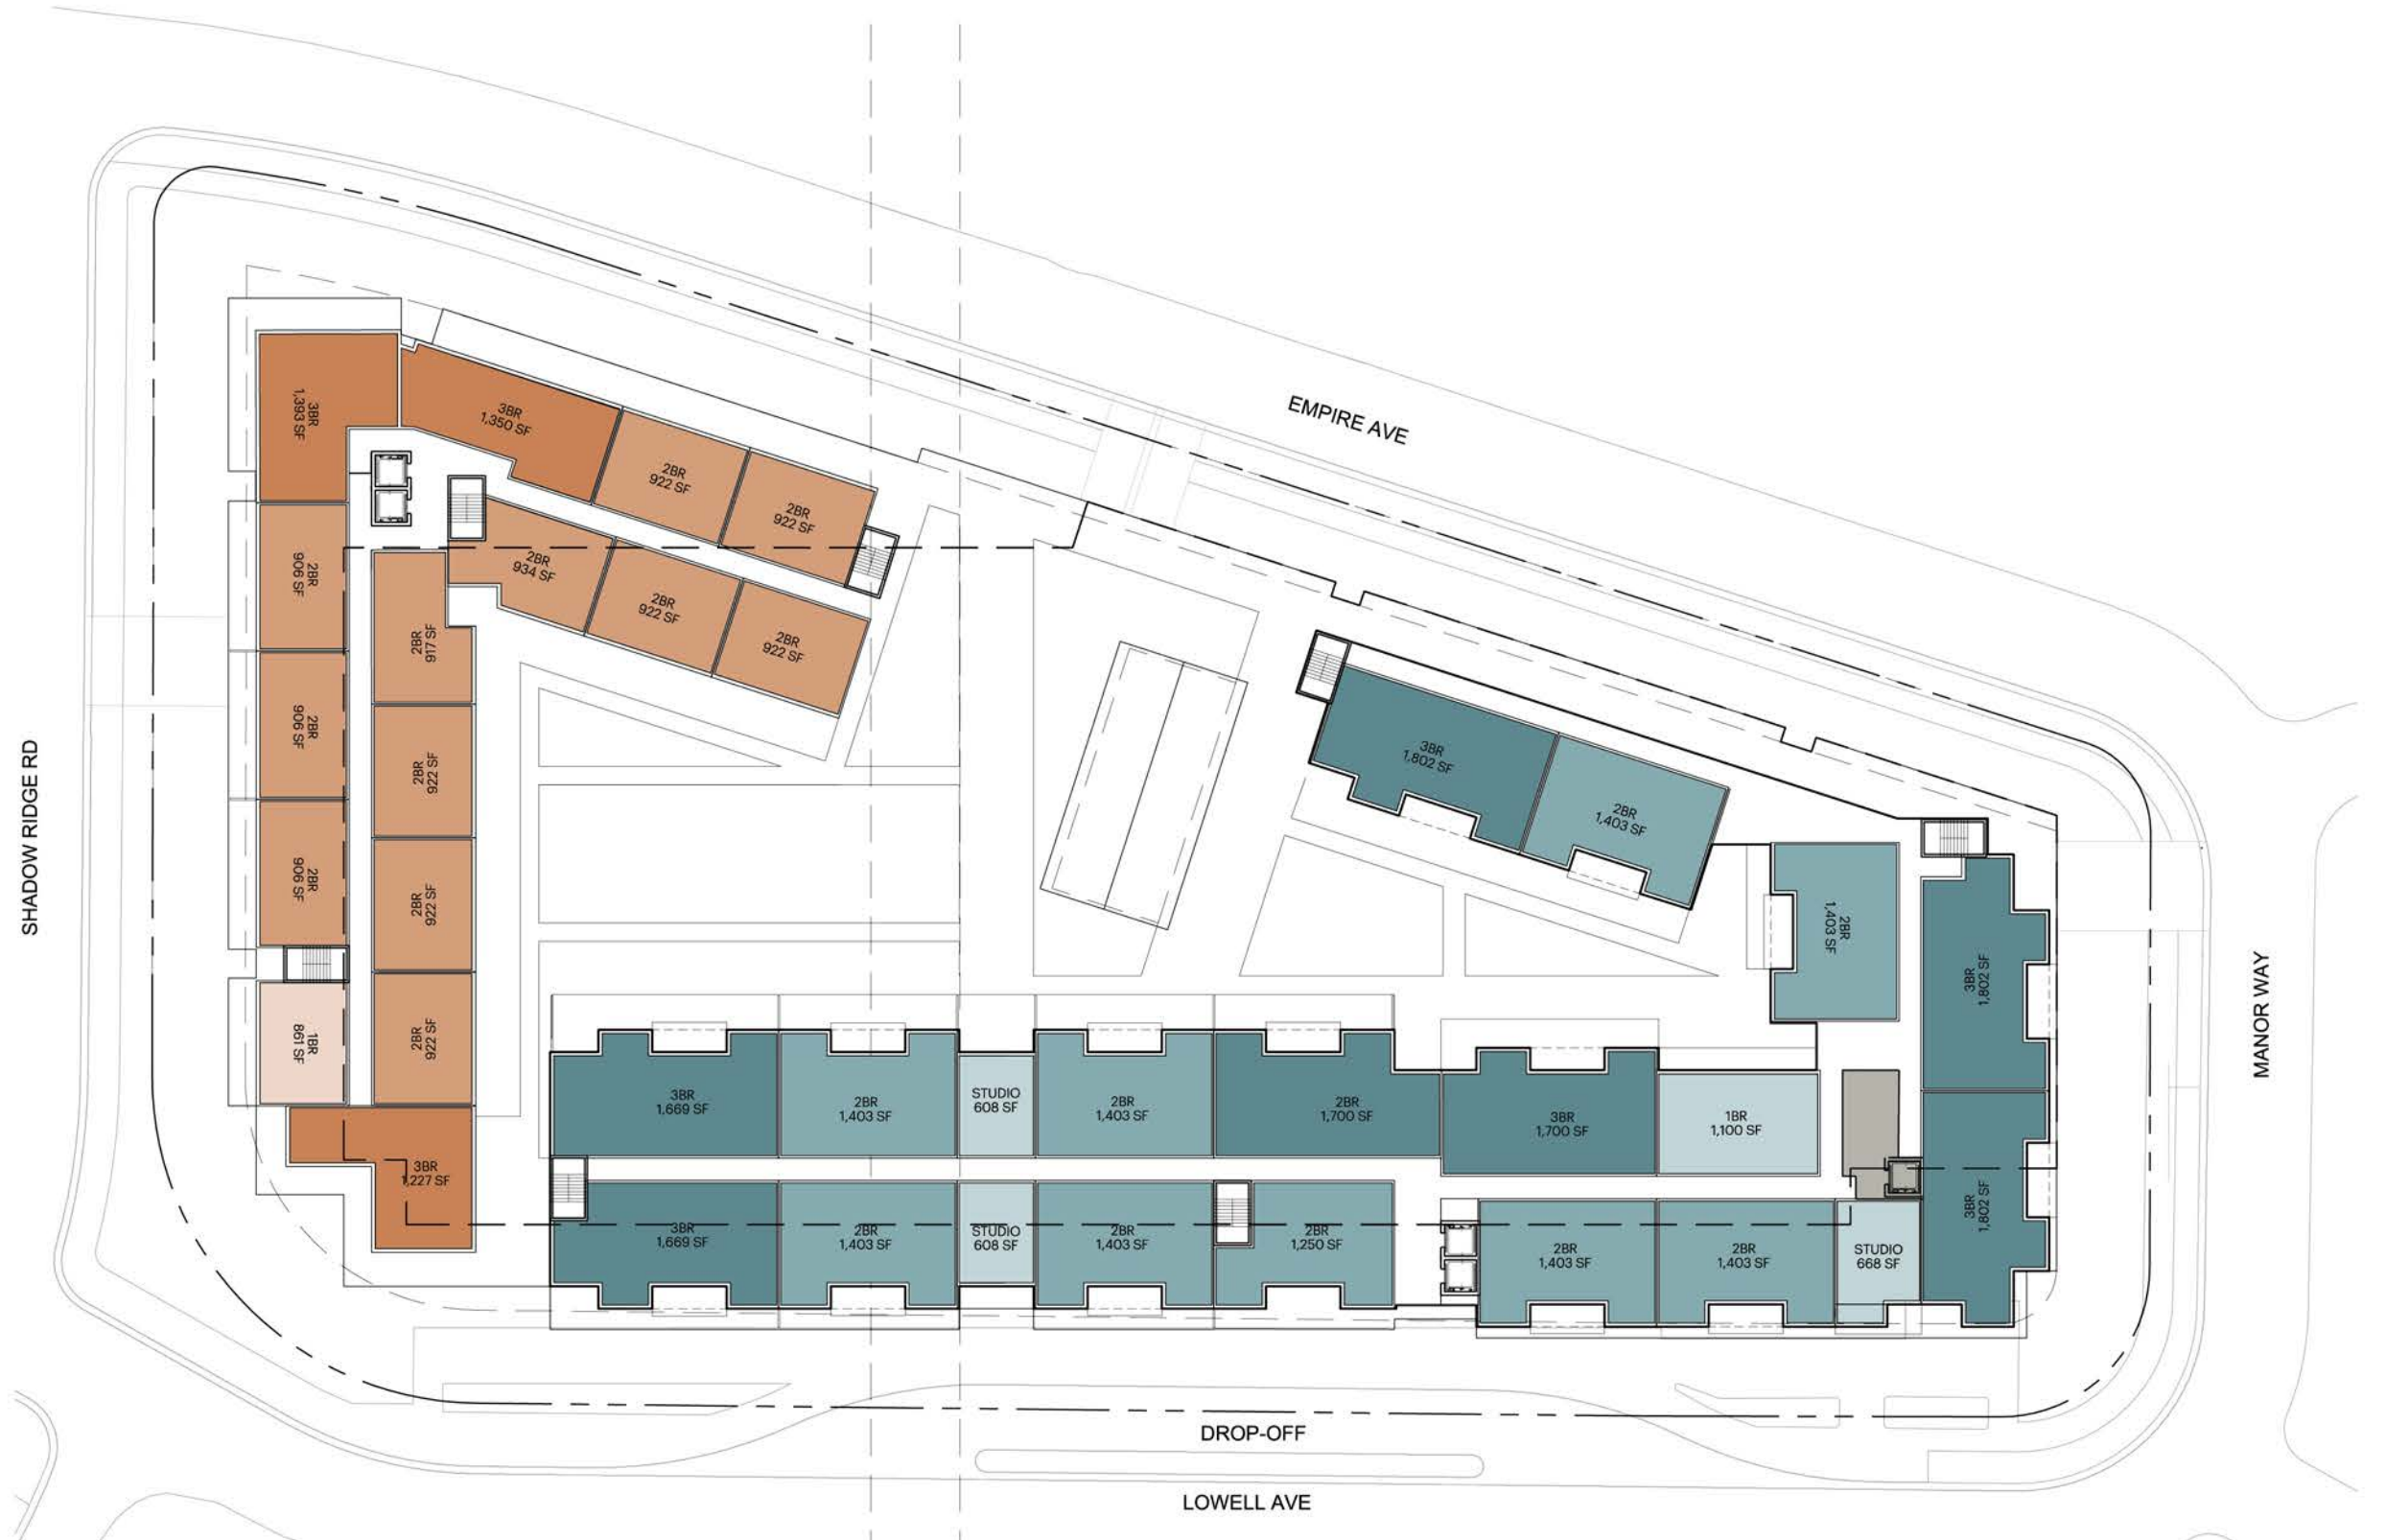 EMPIRE AVE
3BR
1,393 SF
3BR
1,350 SF
2BR
922 SF
2BR
922 SF
2BR
934 SF
2BR
922 SF
2BR
922 SF
2BR
906 SF
2BR
906 SF
2BR
906 SF
1BR
861 SF
2BR
917 SF
2BR
922 SF
2BR
922 SF
2BR
922 SF
3BR
1,227 SF
SHADOW RIDGE RD
3BR
1,802 SF
2BR
1,403 SF
2BR
1,403 SF
3BR
1,802 SF
3BR
1,802 SF
MANOR WAY
3BR
1,669 SF
2BR
1,403 SF
STUDIO
608 SF
2BR
1,403 SF
2BR
1,700 SF
3BR
1,700 SF
1BR
1,100 SF
3BR
1,669 SF
2BR
1,403 SF
STUDIO
608 SF
2BR
1,403 SF
2BR
1,250 SF
2BR
1,403 SF
2BR
1,403 SF
STUDIO
668 SF
DROP-OFF
LOWELL AVE